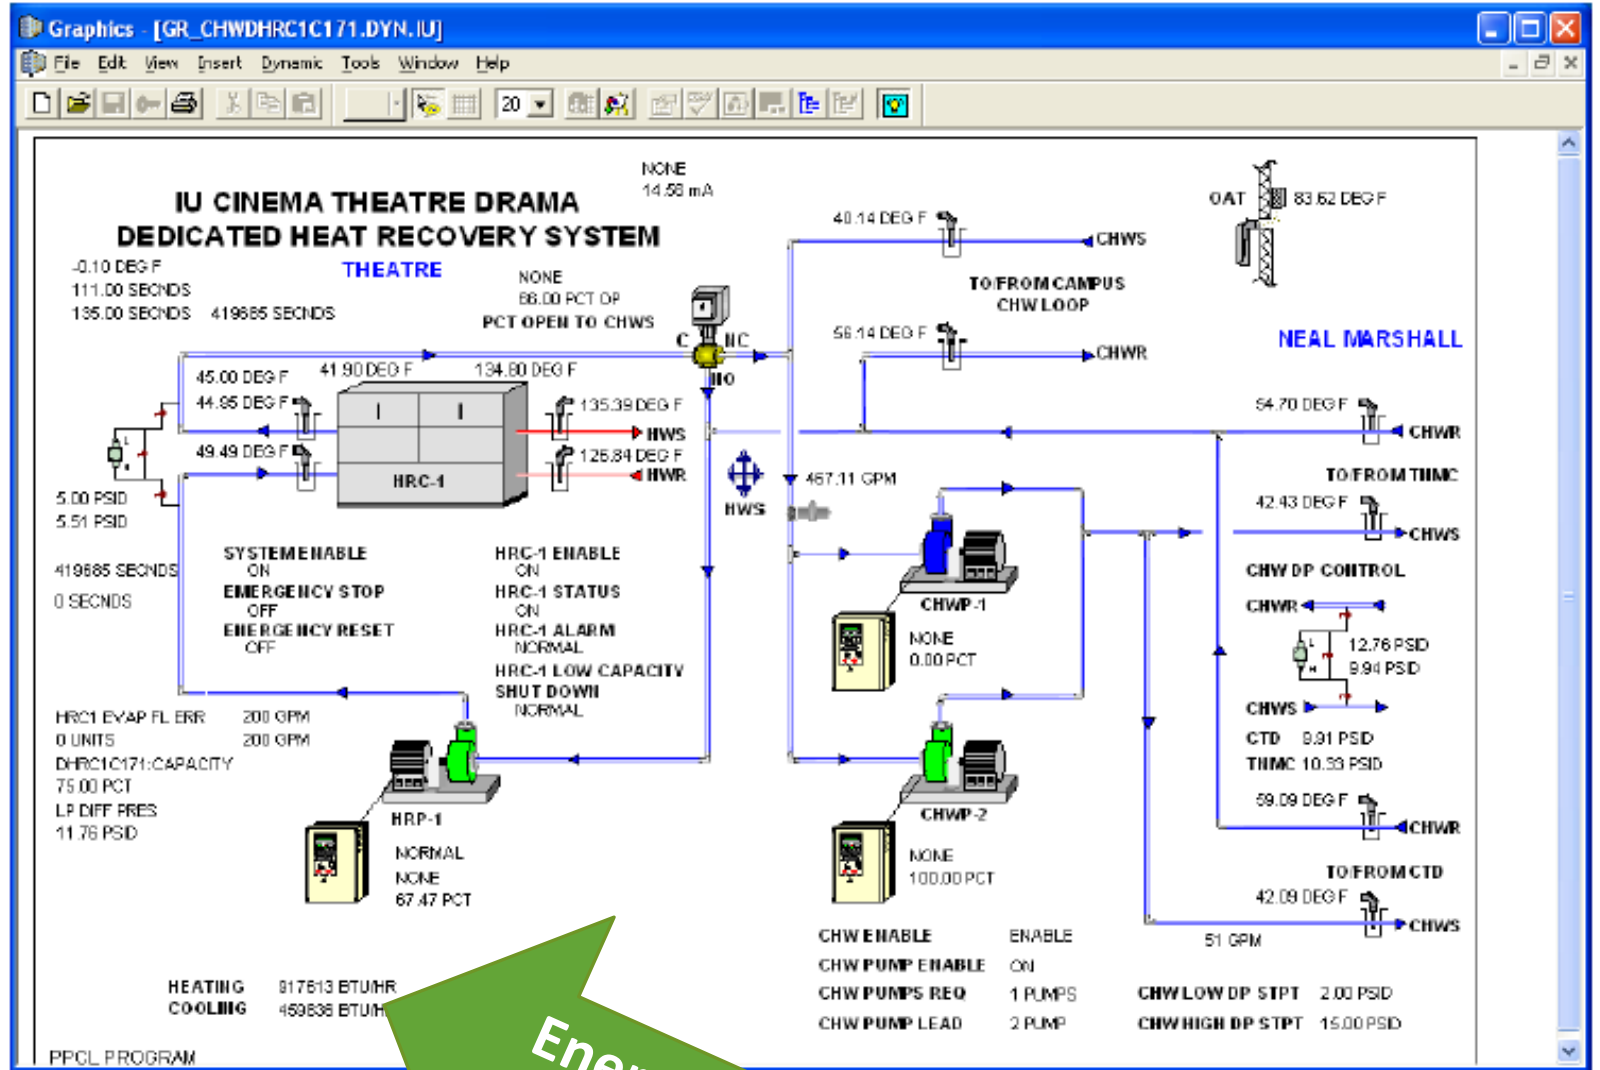 Graphics - [GR_CHWDHRC1C171.DYN.IU]
File Edit View Insert Dynamic Tools Window Help
20
NONE
14.56 mA
IU CINEMA THEATRE DRAMA
DEDICATED HEAT RECOVERY SYSTEM
THEATRE
-0.10 DEG F
111.00 SECNDS
135.00 SECNDS 419685 SECNDS
NONE
66.00 PCT OP
PCT OPEN TO CHWS
C NC
NO
40.14 DEG F
CHWS
TO/FROM CAMPUS
CHW LOOP
56.14 DEG F
CHWR
OAT 83.62 DEG F
NEAL MARSHALL
45.00 DEG F
44.95 DEG F
49.49 DEG F
41.90 DEG F
134.80 DEG F
135.39 DEG F
HWS
126.84 DEG F
HWR
HRC-1
L
H
5.00 PSID
5.51 PSID
419685 SECNDS
0 SECNDS
HWS
467.11 GPM
54.70 DEG F
CHWR
TO/FROM TNMC
42.43 DEG F
CHWS
SYSTEM ENABLE
ON
EMERGENCY STOP
OFF
ENERGENCY RESET
OFF
HRC-1 ENABLE
ON
HRC-1 STATUS
ON
HRC-1 ALARM
NORMAL
HRC-1 LOW CAPACITY
SHUT DOWN
NORMAL
CHWP-1
NONE
0.00 PCT
CHW DP CONTROL
CHWR
L
H
12.76 PSID
9.94 PSID
CHWS
CTD 9.91 PSID
TNMC 10.33 PSID
HRC1 EVAP FL ERR 200 GPM
0 UNITS 200 GPM
DHRC1C171:CAPACITY
75.00 PCT
LP DIFF PRES
11.76 PSID
HRP-1
NORMAL
NONE
67.47 PCT
CHWP-2
NONE
100.00 PCT
59.09 DEG F
CHWR
TO/FROM CTD
42.09 DEG F
CHWS
51 GPM
HEATING 917613 BTU/HR
COOLING 459836 BTU/H
CHW ENABLE ENABLE
CHW PUMP ENABLE ON
CHW PUMPS REQ 1 PUMPS
CHW PUMP LEAD 2 PUMP
CHW LOW DP STPT 2.00 PSID
CHW HIGH DP STPT 15.00 PSID
PPCL PROGRAM
Ener